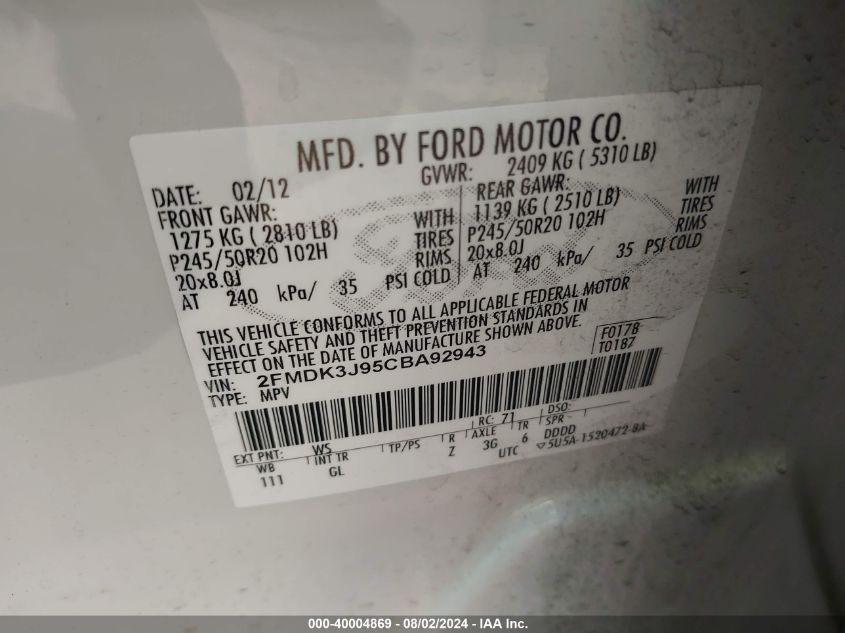 MFD. BY FORD MOTOR CO.
DATE: 02/12 GVWR: 2409 KG ( 5310 LB)
FRONT GAWR: REAR GAWR:
1275 KG ( 2810 LB) WITH 1139 KG ( 2510 LB) WITH
P245/50R20 102H TIRES P245/50R20 102H TIRES
20x8.0J RIMS 20x8.0J RIMS
AT 240 kPa/ 35 PSI COLD AT 240 kPa/ 35 PSI COLD
THIS VEHICLE CONFORMS TO ALL APPLICABLE FEDERAL MOTOR
VEHICLE SAFETY AND THEFT PREVENTION STANDARDS IN
EFFECT ON THE DATE OF MANUFACTURE SHOWN ABOVE.
VIN: 2FMDK3J95CBA92943 F0178
TYPE: MPV T0187
EXT PNT: WS RC: 71 DSO:
WB INT TR TP/PS R AXLE TR SPR
111 GL Z 3G 6 DDDD
UTC 5U5A-1520472-BA
000-40004869 - 08/02/2024 - IAA Inc.